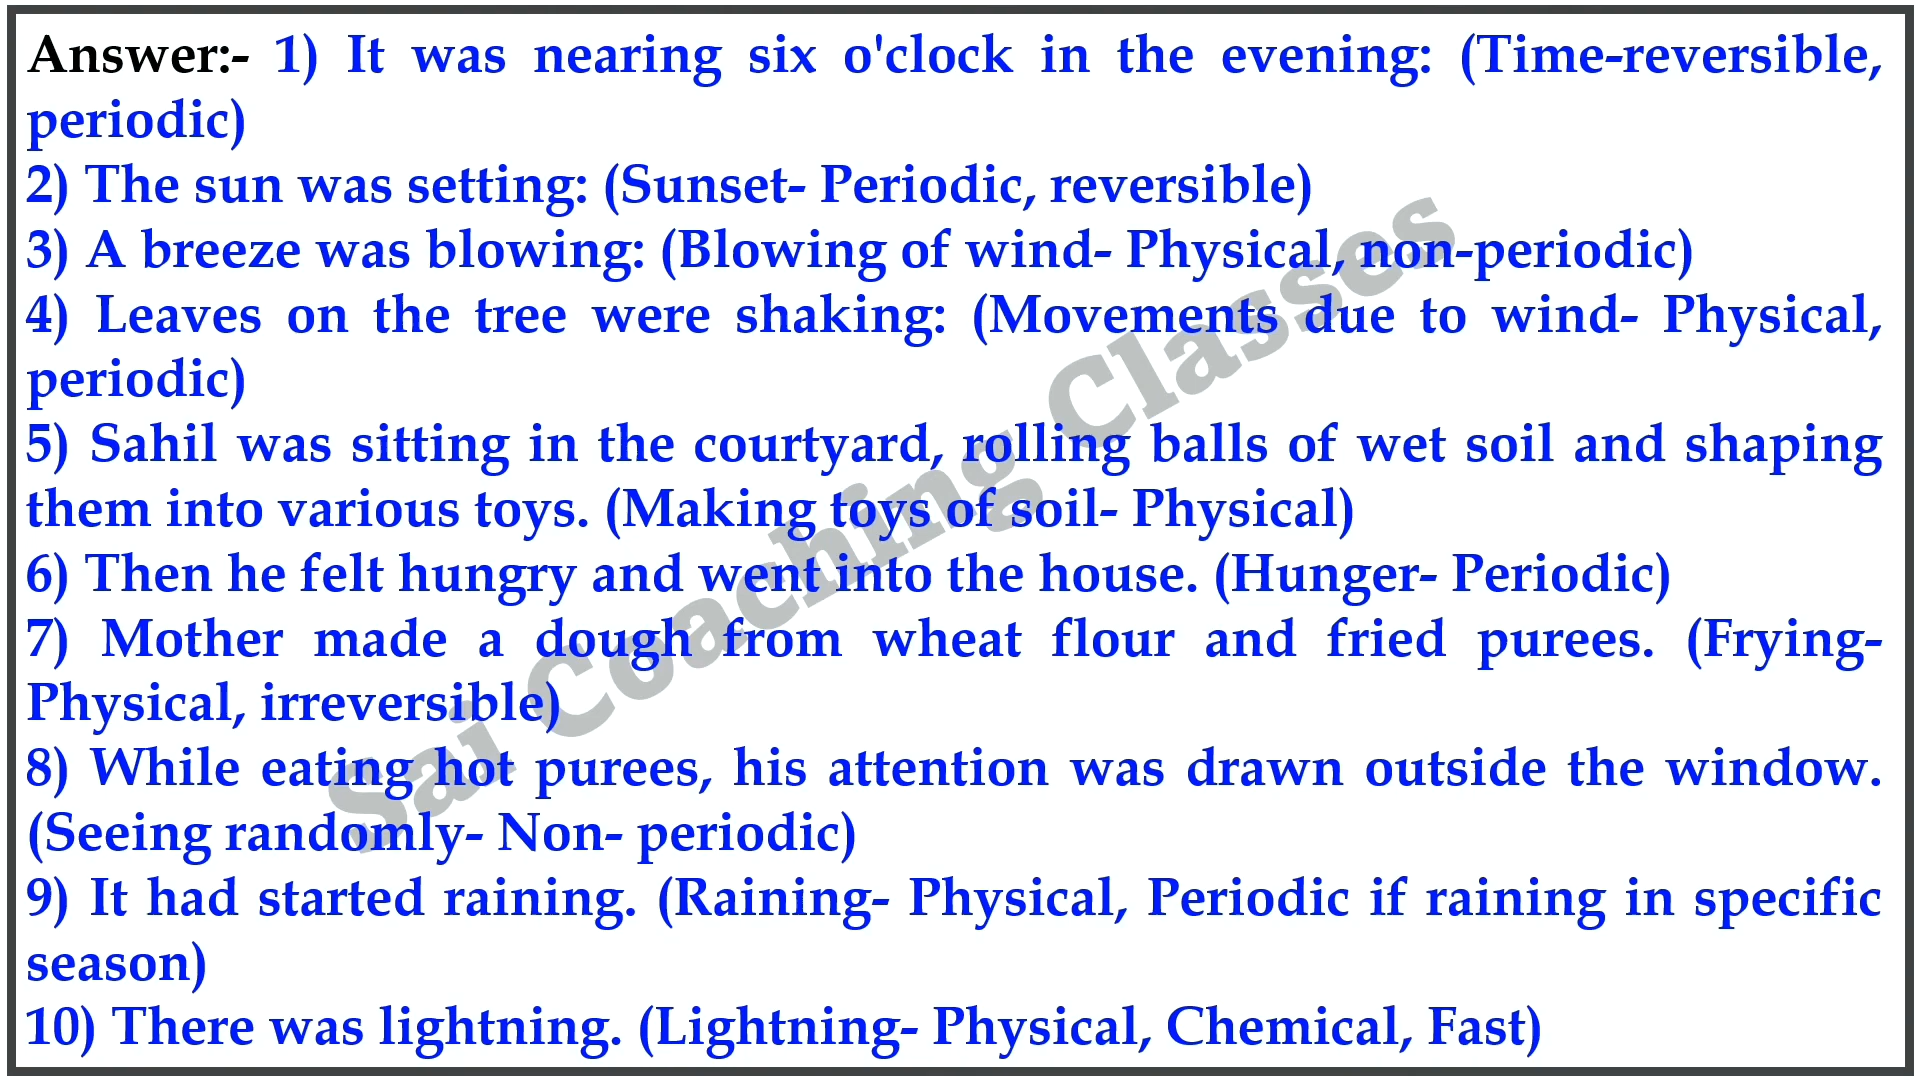 Answer:- 1) It was nearing six o'clock in the evening: (Time-reversible,
periodic)
2) The sun was setting: (Sunset- Periodic, reversible)
3) A breeze was blowing: (Blowing of wind- Physical, non-periodic)
4) Leaves on the tree were shaking: (Movements due to wind- Physical,
periodic)
5) Sahil was sitting in the courtyard, rolling balls of wet soil and shaping
them into various toys. (Making toys of soil- Physical)
6) Then he felt hungry and went into the house. (Hunger- Periodic)
7) Mother made a dough from wheat flour and fried purees. (Frying-
Physical, irreversible)
8) While eating hot purees, his attention was drawn outside the window.
(Seeing randomly- Non- periodic)
9) It had started raining. (Raining- Physical, Periodic if raining in specific
season)
10) There was lightning. (Lightning- Physical, Chemical, Fast)
Sai Coaching Classes